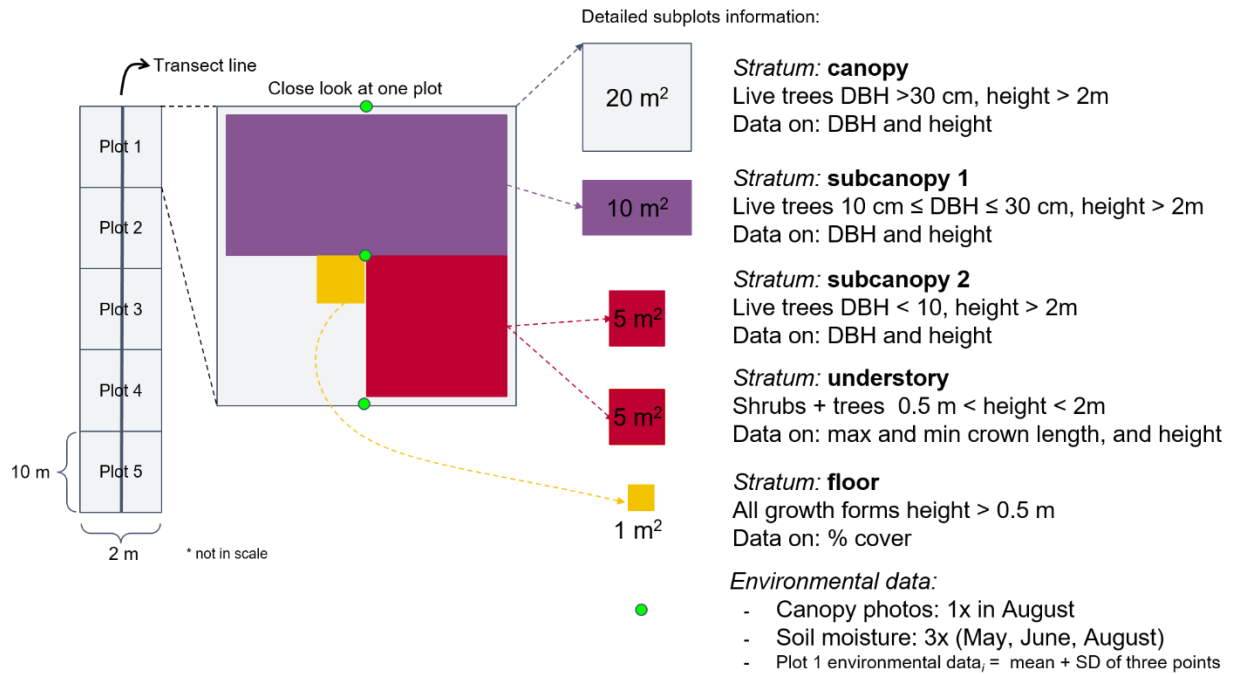 Detailed subplots information:
Transect line
Close look at one plot
Plot 1
Plot 2
Plot 3
Plot 4
Plot 5
10 m
2 m
* not in scale
20 m²
Stratum: canopy
Live trees DBH >30 cm, height > 2m
Data on: DBH and height
10 m²
Stratum: subcanopy 1
Live trees 10 cm ≤ DBH ≤ 30 cm, height > 2m
Data on: DBH and height
5 m²
Stratum: subcanopy 2
Live trees DBH < 10, height > 2m
Data on: DBH and height
5 m²
Stratum: understory
Shrubs + trees 0.5 m < height < 2m
Data on: max and min crown length, and height
1 m²
Stratum: floor
All growth forms height > 0.5 m
Data on: % cover
Environmental data:
- Canopy photos: 1x in August
- Soil moisture: 3x (May, June, August)
- Plot 1 environmental dataᵢ = mean + SD of three points